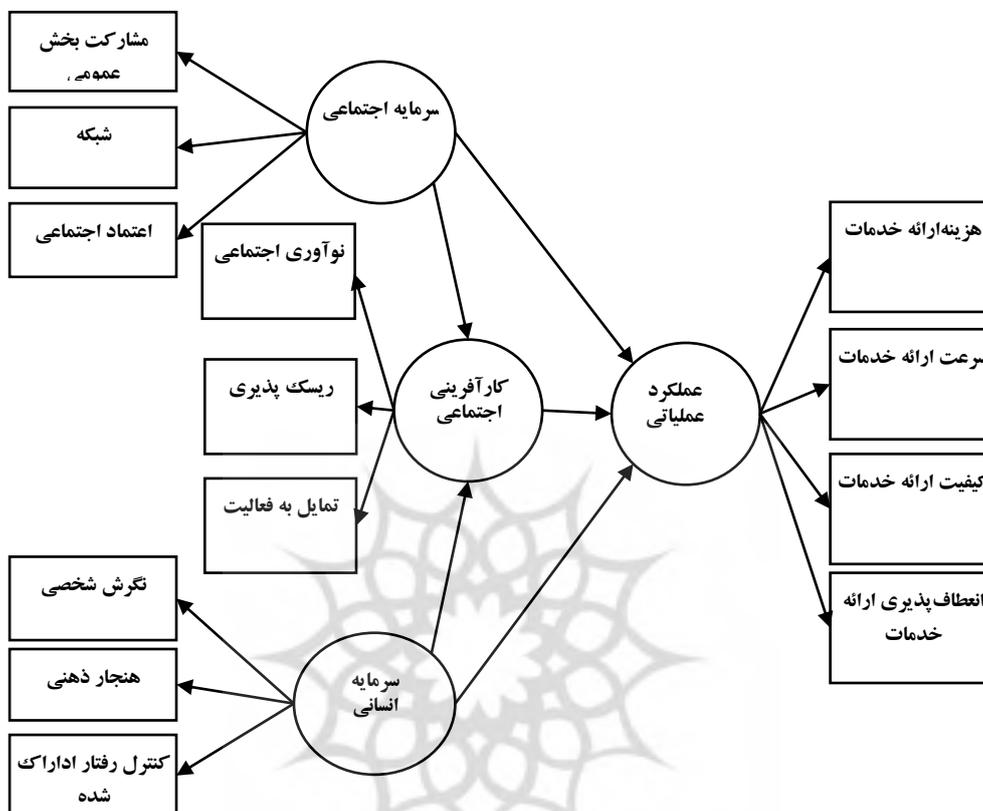 مشارکت بخش
عمومی
شبکه
اعتماد اجتماعی
سرمایه اجتماعی
نوآوری اجتماعی
ریسک پذیری
تمایل به فعالیت
کارآفرینی
اجتماعی
عملکرد
عملیاتی
هزینه‌ارائه خدمات
سرعت ارائه خدمات
کیفیت ارائه خدمات
انعطاف‌پذیری ارائه
خدمات
نگرش شخصی
هنجار ذهنی
کنترل رفتار اداراک
شده
سرمایه
انسانی